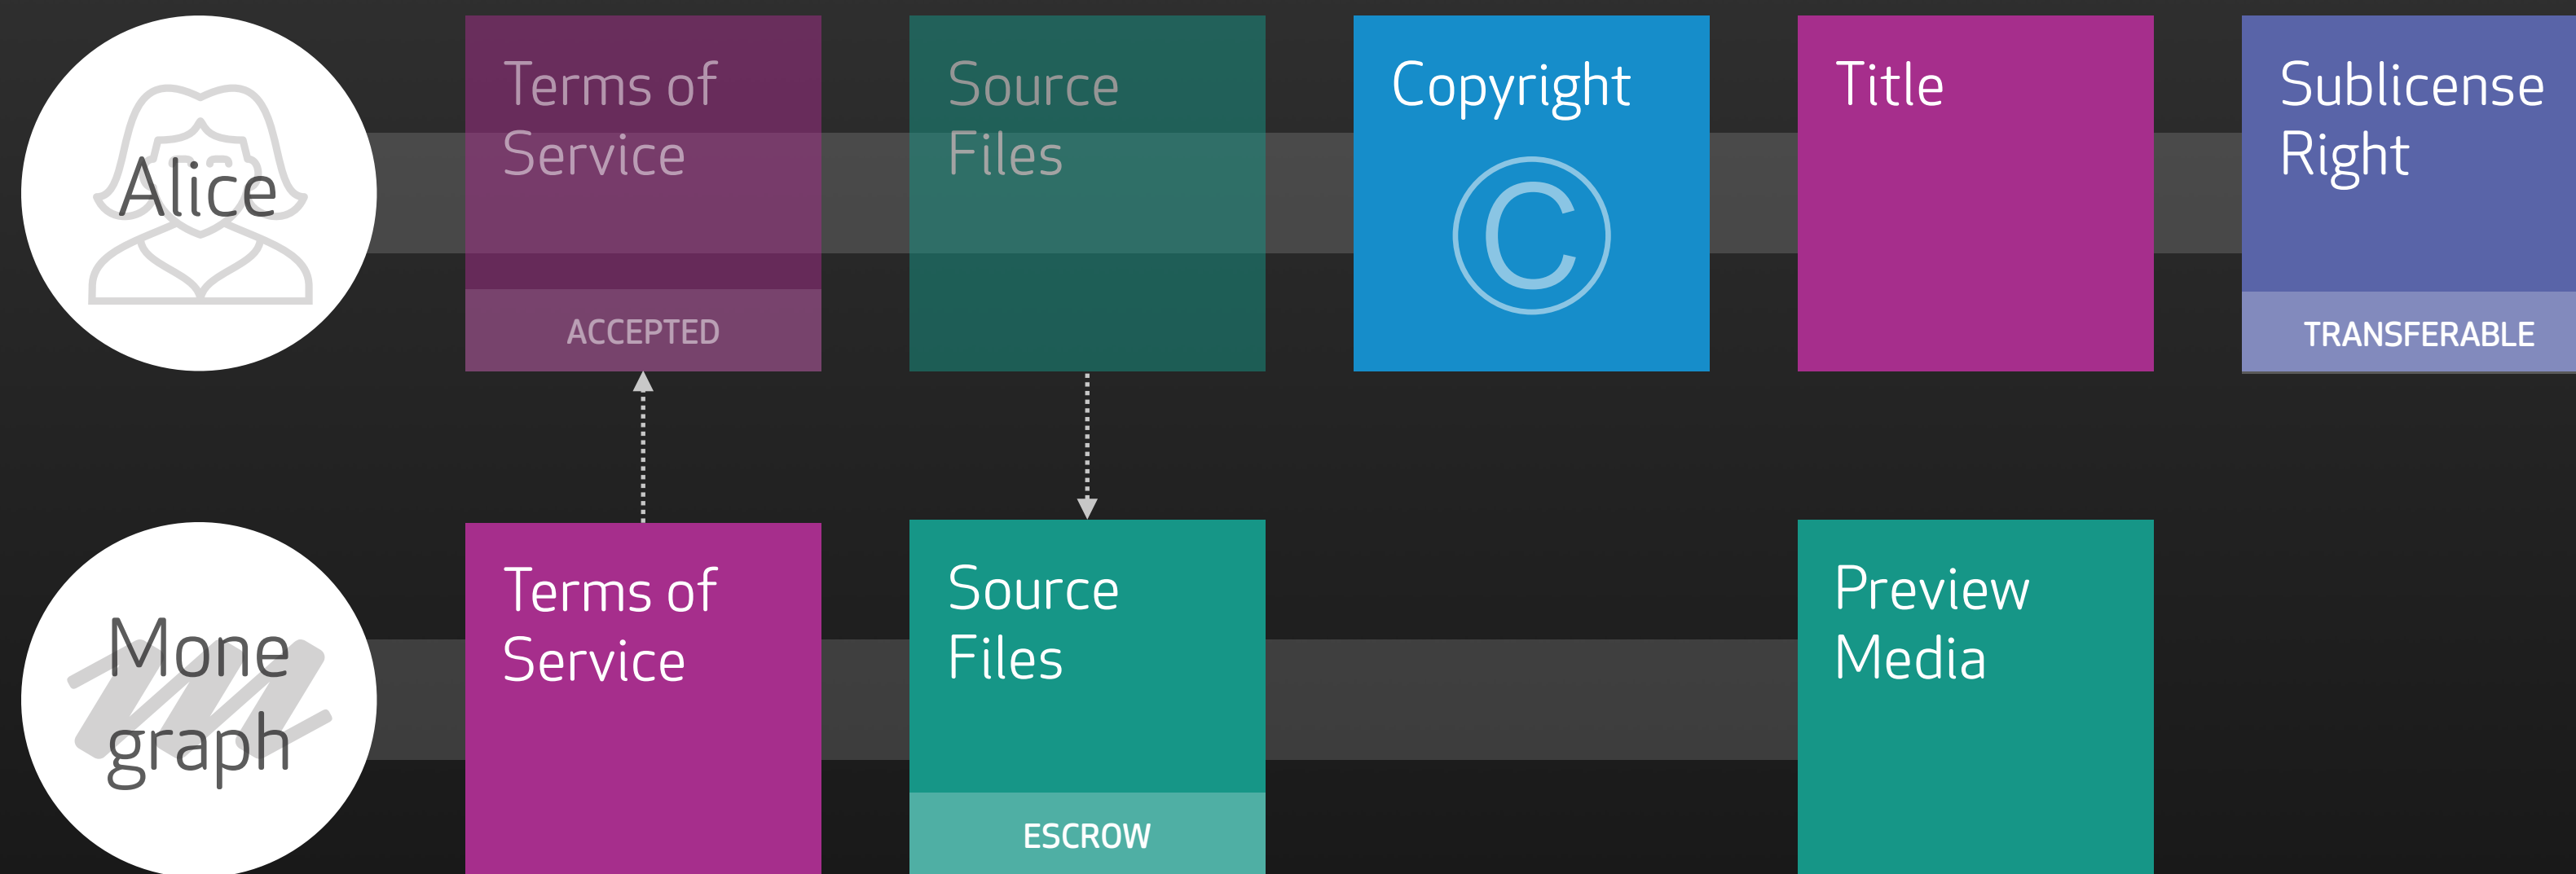 Alice
Terms of
Service
ACCEPTED
Source
Files
Copyright
©
Title
Sublicense
Right
TRANSFERABLE
Mone
graph
Terms of
Service
Source
Files
ESCROW
Preview
Media